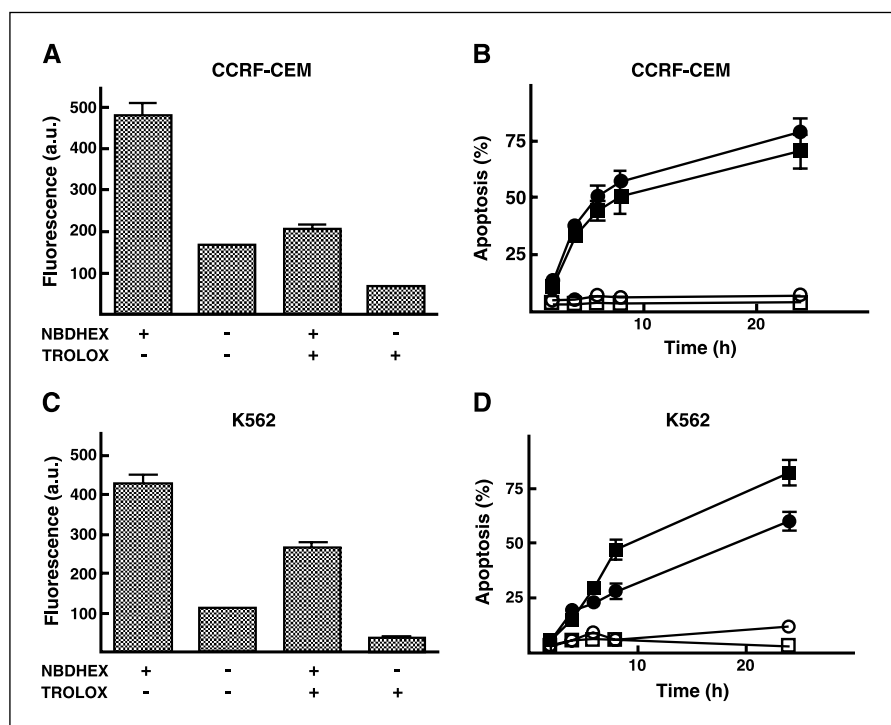 A
CCRF-CEM
Fluorescence (a.u.)
500
400
300
200
100
NBDHEX + - + -
TROLOX - - + +
B
CCRF-CEM
Apoptosis (%)
75
50
25
10 20
Time (h)
C
K562
Fluorescence (a.u.)
500
400
300
200
100
NBDHEX + - + -
TROLOX - - + +
D
K562
Apoptosis (%)
75
50
25
10 20
Time (h)